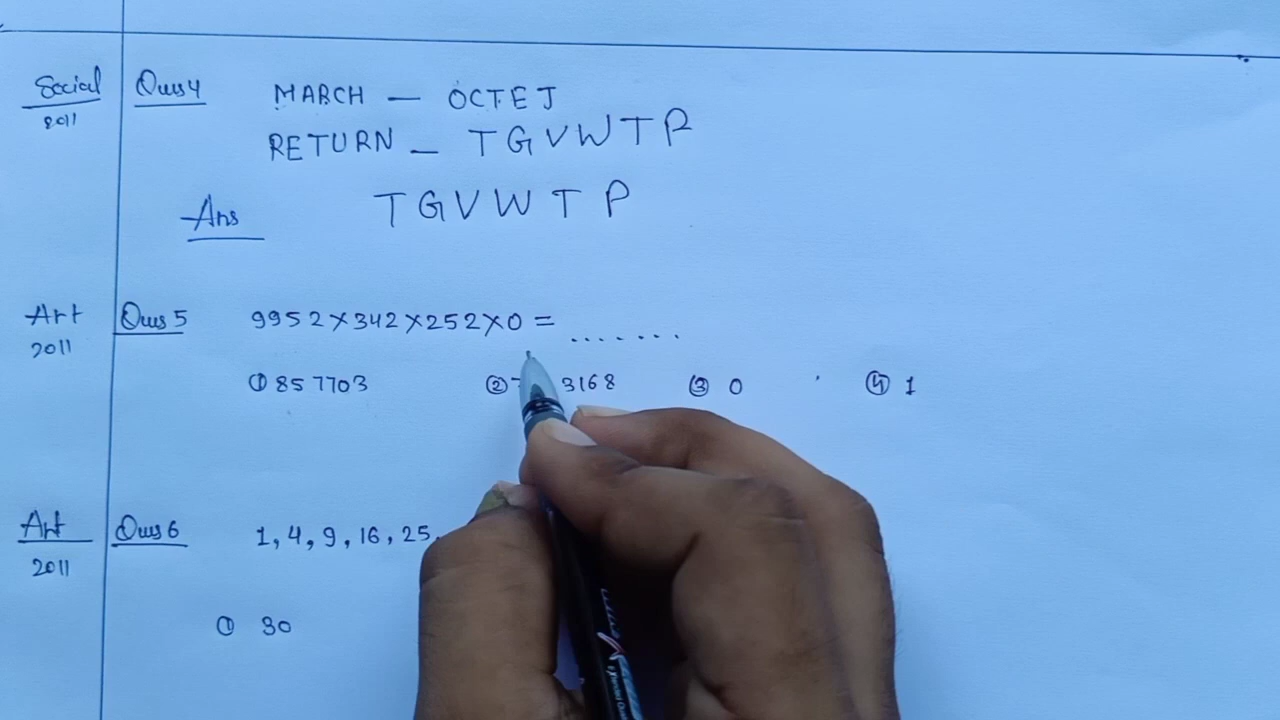 Social Ques 4 MARCH — OCTEJ
2011
RETURN — TGVWTP
Ans TGVWTP
Art Ques 5 9952×342×252×0 = .......
2011
① 857703 ② 3168 ③ 0 ④ 1
Art Ques 6 1, 4, 9, 16, 25,
2011
① 30